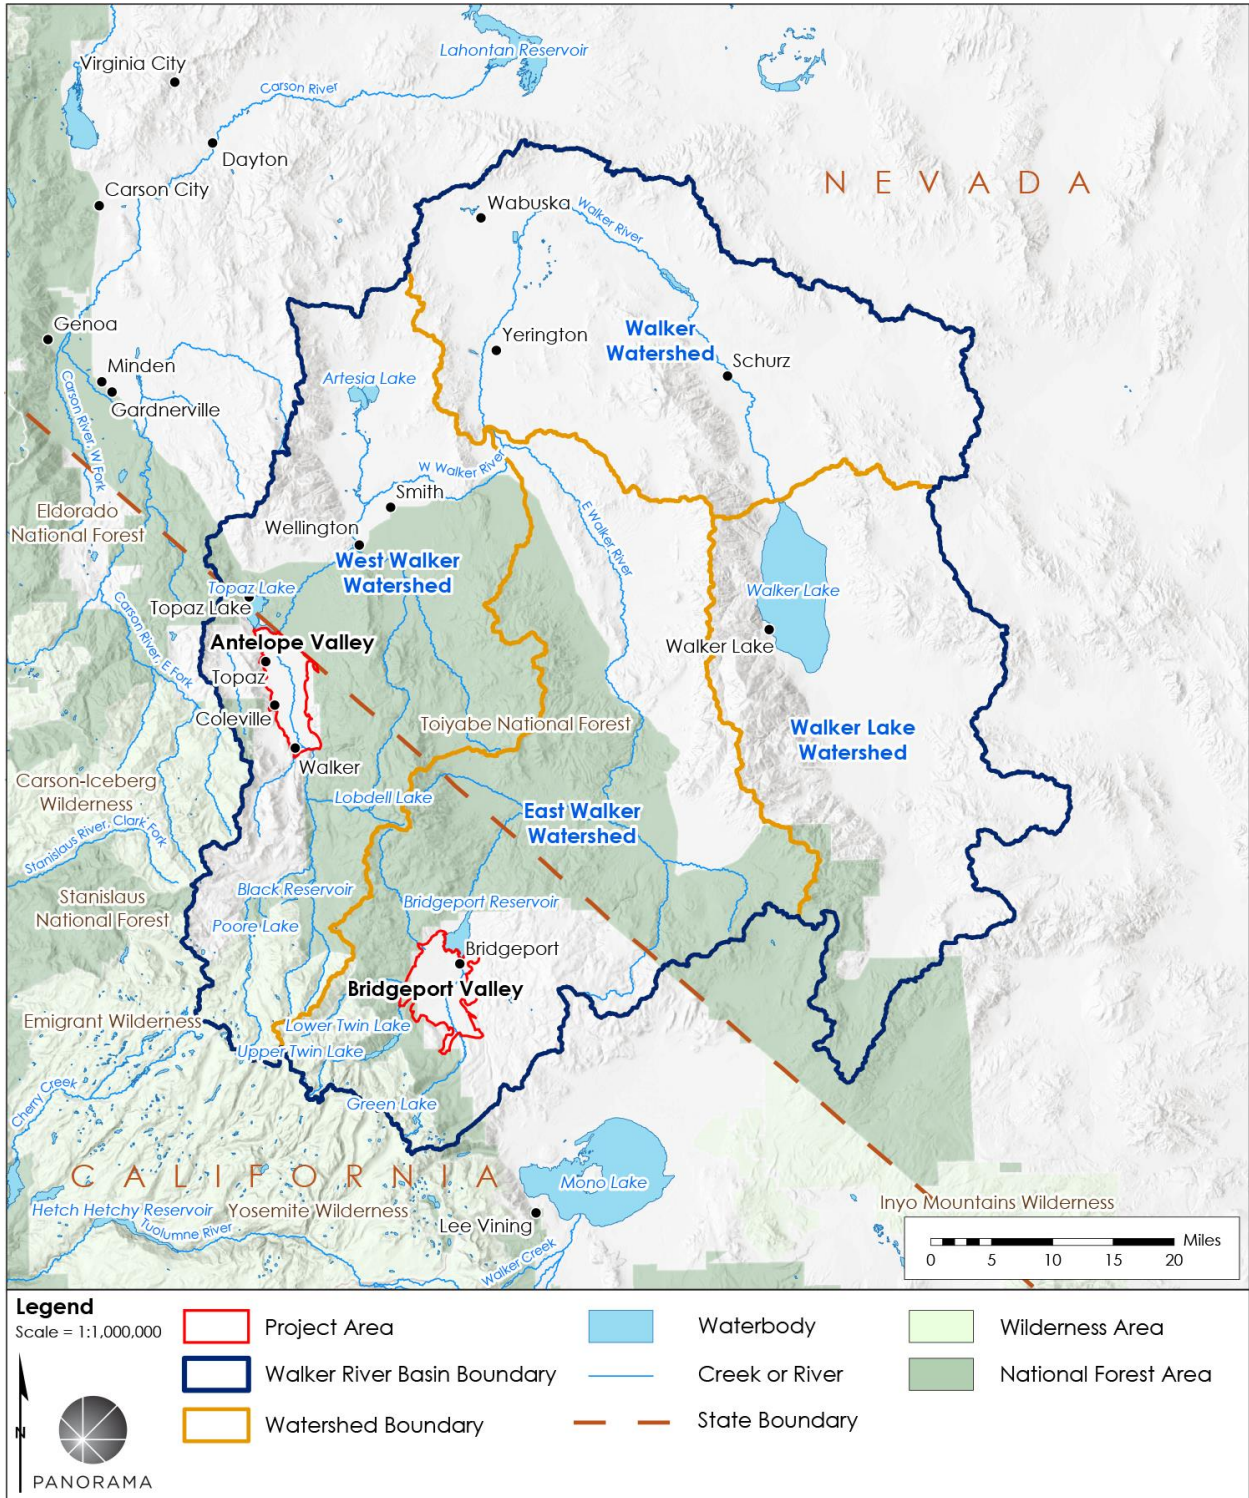 Virginia City
Lahontan Reservoir
Carson River
Dayton
Carson City
NEVADA
Wabuska
Walker River
Genoa
Yerington
Walker
Watershed
Schurz
Minden
Artesia Lake
Gardnerville
Carson River, W Fork
W Walker River
Smith
E Walker River
Eldorado
National Forest
Wellington
West Walker
Watershed
Topaz Lake
Topaz Lake
Walker Lake
Carson River, E Fork
Antelope Valley
Walker Lake
Topaz
Coleville
Toiyabe National Forest
Walker Lake
Watershed
Walker
Carson-Iceberg
Wilderness
Lobdell Lake
East Walker
Watershed
Stanislaus River, Clark Fork
Stanislaus
National Forest
Black Reservoir
Bridgeport Reservoir
Poore Lake
Bridgeport
Bridgeport Valley
Emigrant Wilderness
Lower Twin Lake
Upper Twin Lake
Cherry Creek
Green Lake
CALIFORNIA
Mono Lake
Hetch Hetchy Reservoir
Yosemite Wilderness
Tuolumne River
Lee Vining
Walker Creek
Inyo Mountains Wilderness
Miles
0 5 10 15 20
Legend
Scale = 1:1,000,000
Project Area
Walker River Basin Boundary
Watershed Boundary
Waterbody
Creek or River
State Boundary
Wilderness Area
National Forest Area
N
PANORAMA